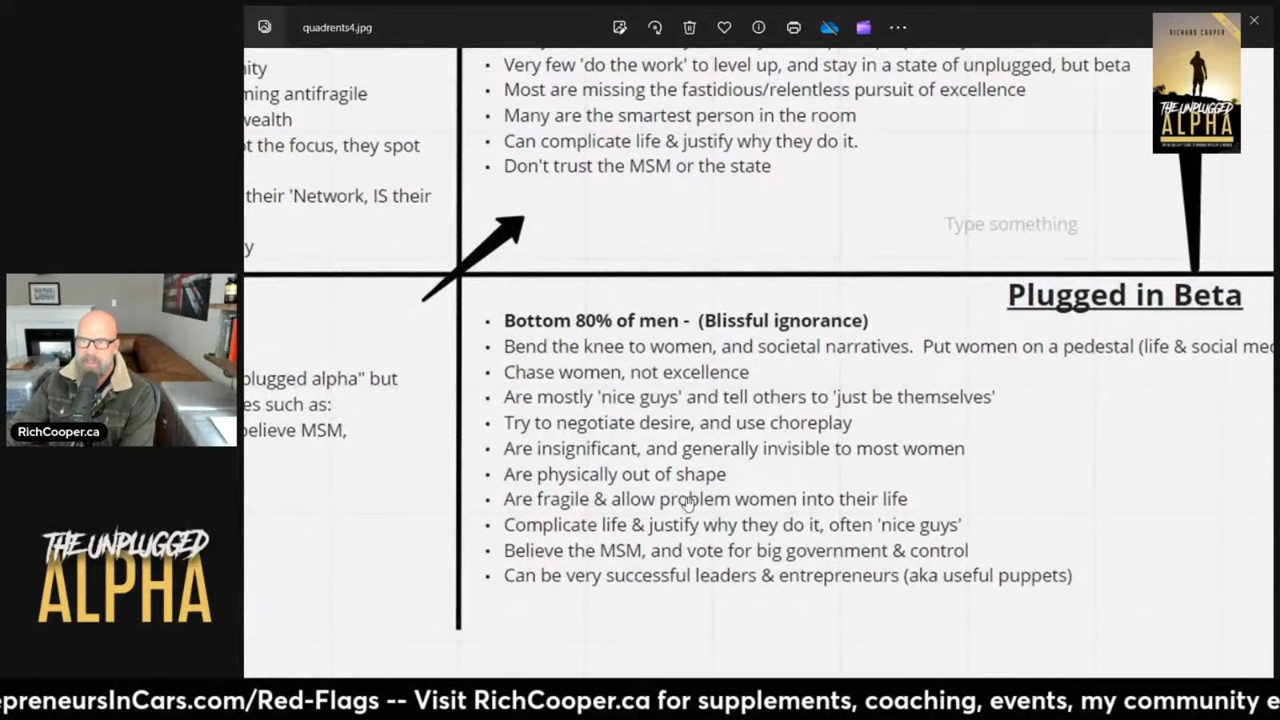 quadrents4.jpg
nity
ming antifragile
wealth
ot the focus, they spot
their 'Network, IS their
y
Very few 'do the work' to level up, and stay in a state of unplugged, but beta
Most are missing the fastidious/relentless pursuit of excellence
Many are the smartest person in the room
Can complicate life & justify why they do it.
Don't trust the MSM or the state
Type something
RICHARD COOPER
THE UNPLUGGED
ALPHA
Plugged in Beta
Bottom 80% of men - (Blissful ignorance)
Bend the knee to women, and societal narratives. Put women on a pedestal (life & social med
Chase women, not excellence
Are mostly 'nice guys' and tell others to 'just be themselves'
Try to negotiate desire, and use choreplay
Are insignificant, and generally invisible to most women
Are physically out of shape
Are fragile & allow problem women into their life
Complicate life & justify why they do it, often 'nice guys'
Believe the MSM, and vote for big government & control
Can be very successful leaders & entrepreneurs (aka useful puppets)
plugged alpha" but
es such as:
believe MSM,
RichCooper.ca
THE UNPLUGGED
ALPHA
epreneursInCars.com/Red-Flags -- Visit RichCooper.ca for supplements, coaching, events, my community e